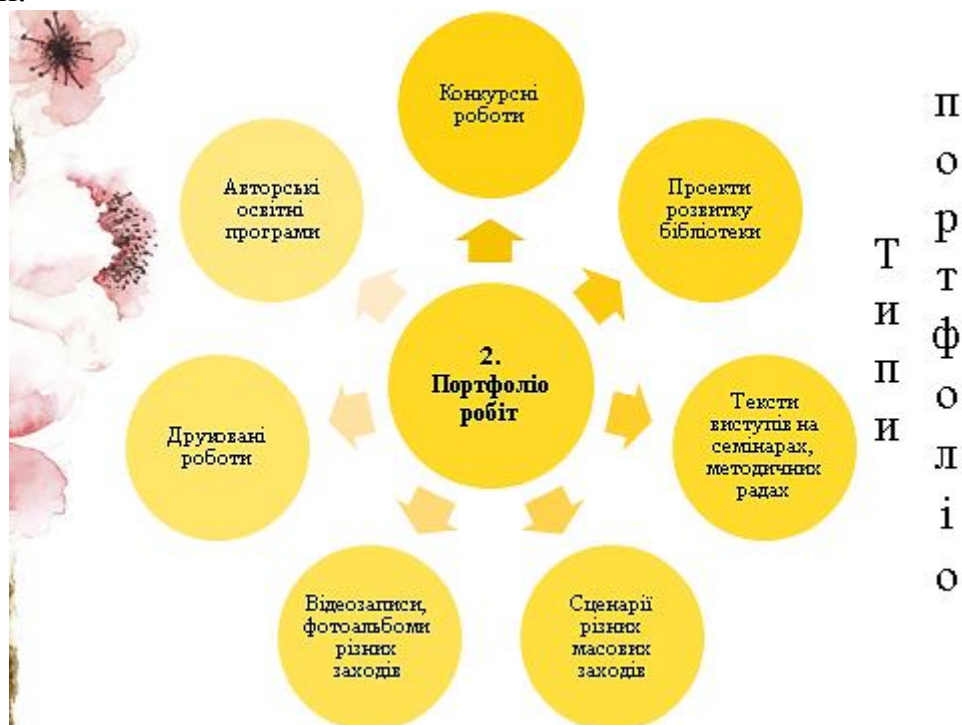 Типи
портфоліо
2.
Портфоліо
робіт
Конкурсні
роботи
Проекти
розвитку
бібліотеки
Тексти
виступів на
семінарах,
методичних
радах
Сценарії
різних
масових
заходів
Відеозаписи,
фотоальбоми
різних
заходів
Друковані
роботи
Авторські
освітні
програми